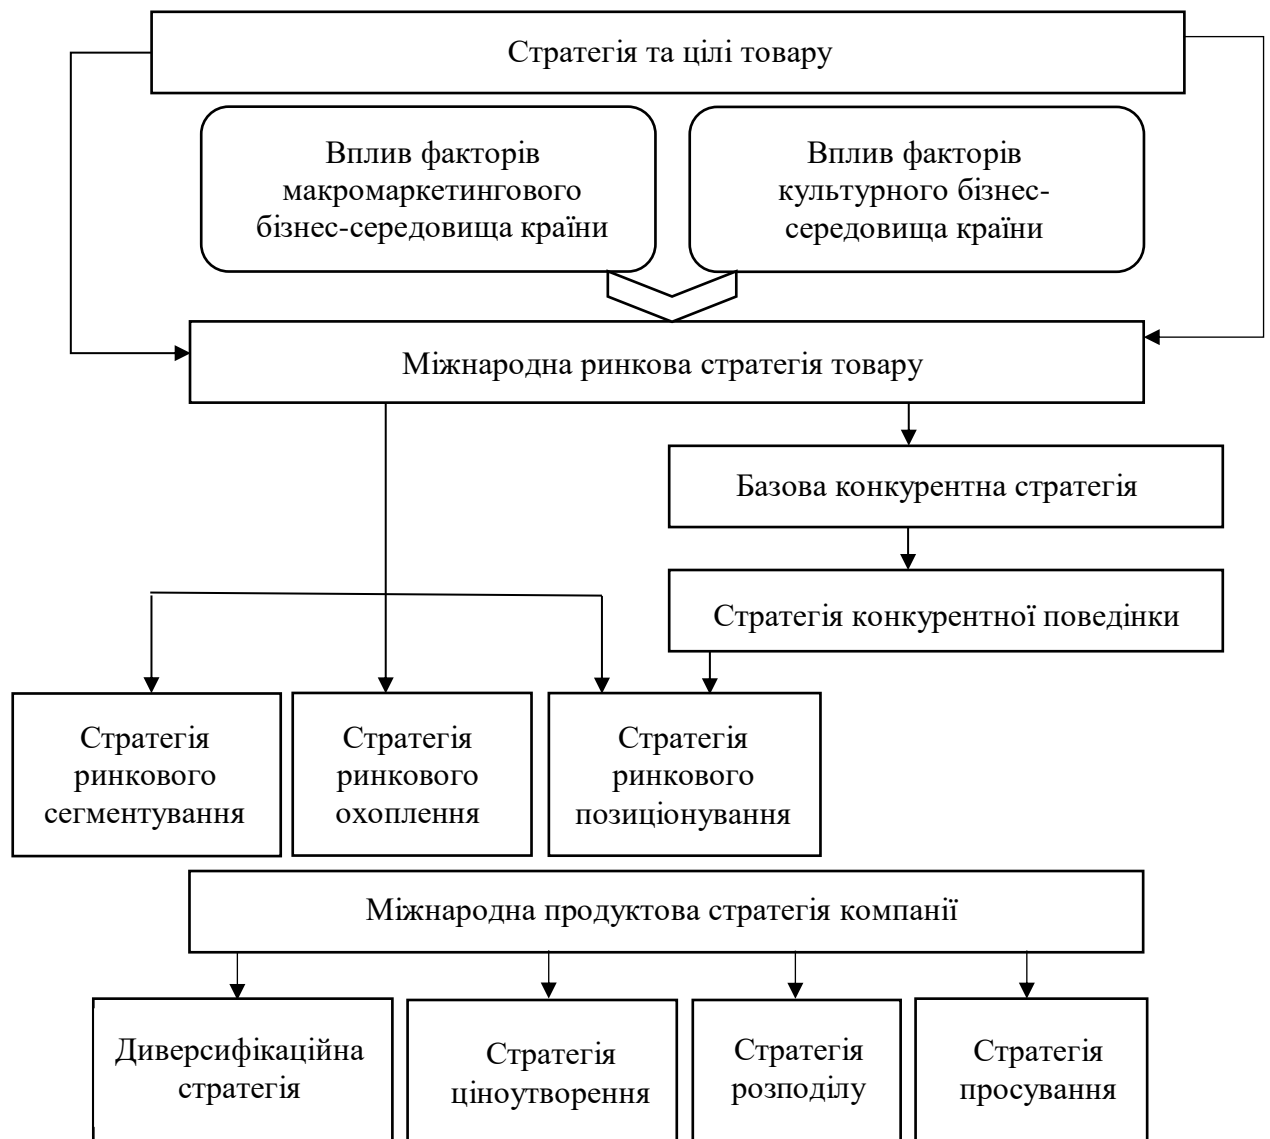 Стратегія та цілі товару
Вплив факторів
макромаркетингового
бізнес-середовища країни
Вплив факторів
культурного бізнес-
середовища країни
Міжнародна ринкова стратегія товару
Базова конкурентна стратегія
Стратегія конкурентної поведінки
Стратегія
ринкового
сегментування
Стратегія
ринкового
охоплення
Стратегія
ринкового
позиціонування
Міжнародна продуктова стратегія компанії
Диверсифікаційна
стратегія
Стратегія
ціноутворення
Стратегія
розподілу
Стратегія
просування